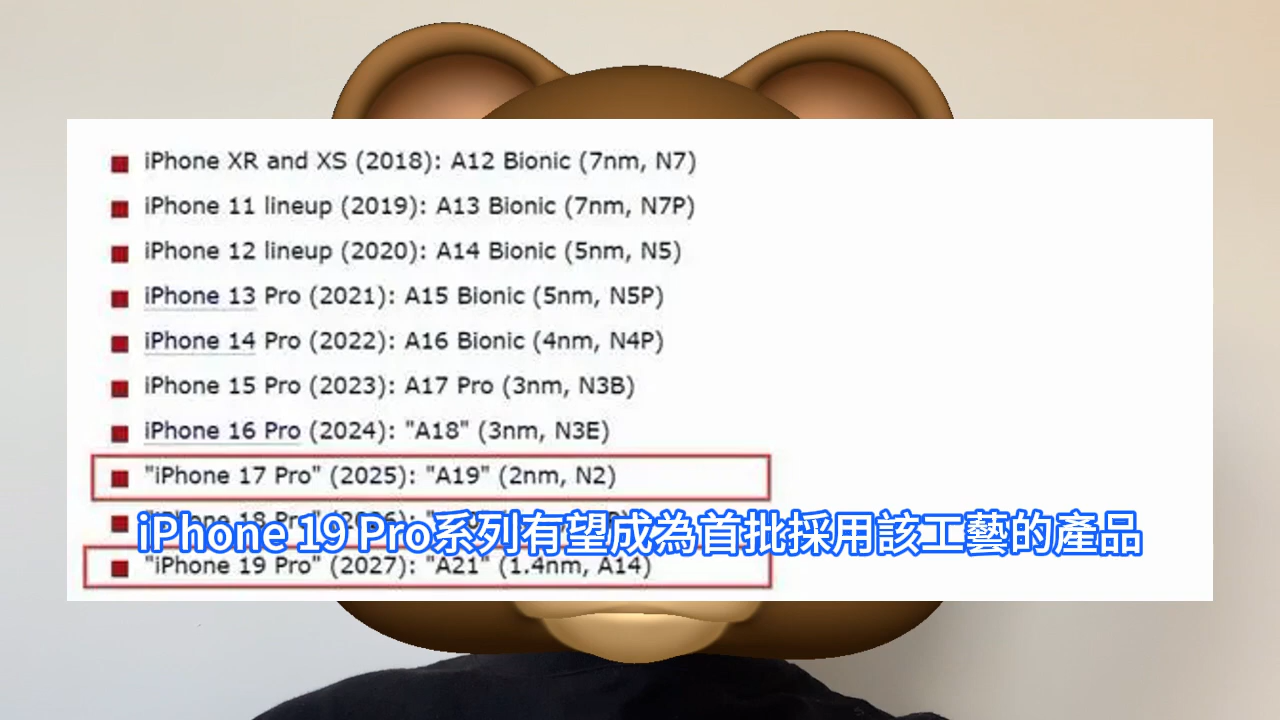 iPhone XR and XS (2018): A12 Bionic (7nm, N7)
iPhone 11 lineup (2019): A13 Bionic (7nm, N7P)
iPhone 12 lineup (2020): A14 Bionic (5nm, N5)
iPhone 13 Pro (2021): A15 Bionic (5nm, N5P)
iPhone 14 Pro (2022): A16 Bionic (4nm, N4P)
iPhone 15 Pro (2023): A17 Pro (3nm, N3B)
iPhone 16 Pro (2024): "A18" (3nm, N3E)
"iPhone 17 Pro" (2025): "A19" (2nm, N2)
"iPhone 18 Pro" (2026):
iPhone 19 Pro系列有望成為首批採用該工藝的產品
"iPhone 19 Pro" (2027): "A21" (1.4nm, A14)